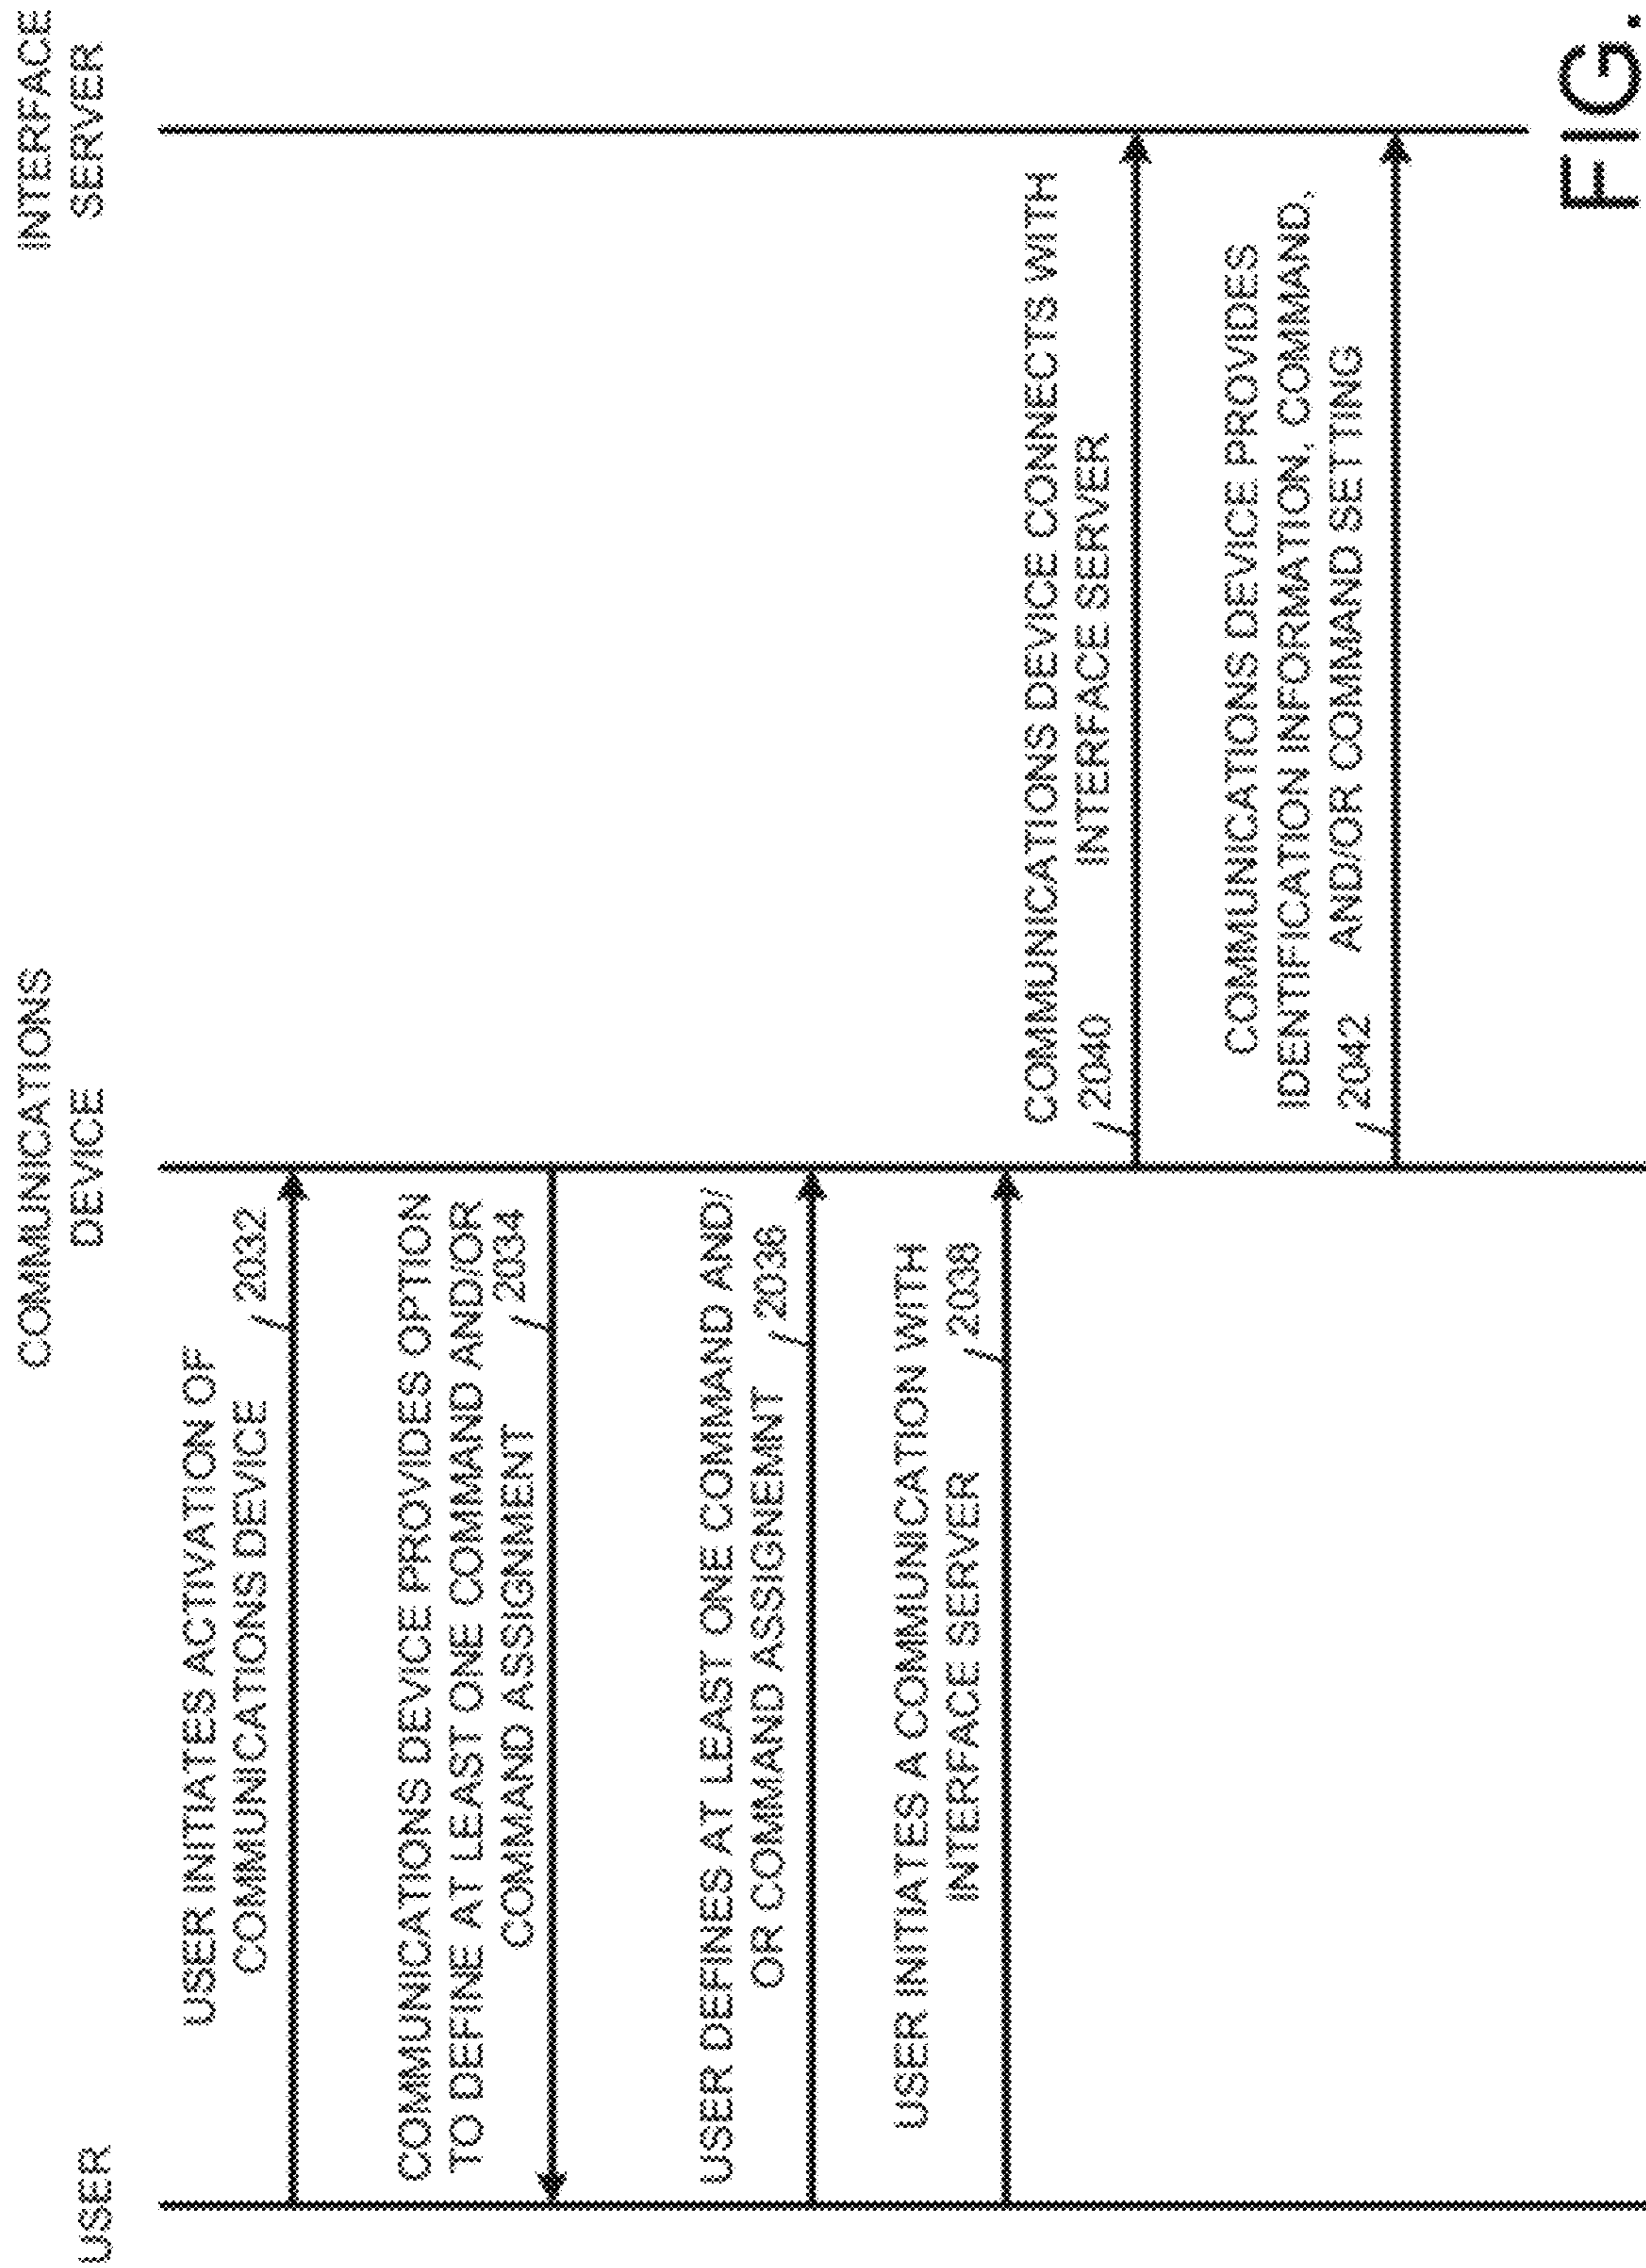 USER
COMMUNICATIONS
DEVICE
INTERFACE
SERVER
USER INITIATES ACTIVATION OF
COMMUNICATIONS DEVICE 2032
COMMUNICATIONS DEVICE PROVIDES OPTION
TO DEFINE AT LEAST ONE COMMAND AND/OR
COMMAND ASSIGNMENT 2034
USER DEFINES AT LEAST ONE COMMAND AND/
OR COMMAND ASSIGNEMNT 2036
USER INITIATES A COMMUNICATION WITH
INTERFACE SERVER 2038
COMMUNICATIONS DEVICE CONNECTS WITH
2040 INTERFACE SERVER
COMMUNICATIONS DEVICE PROVIDES
IDENTIFICATION INFORMATION, COMMAND,
2042 AND/OR COMMAND SETTING
FIG.